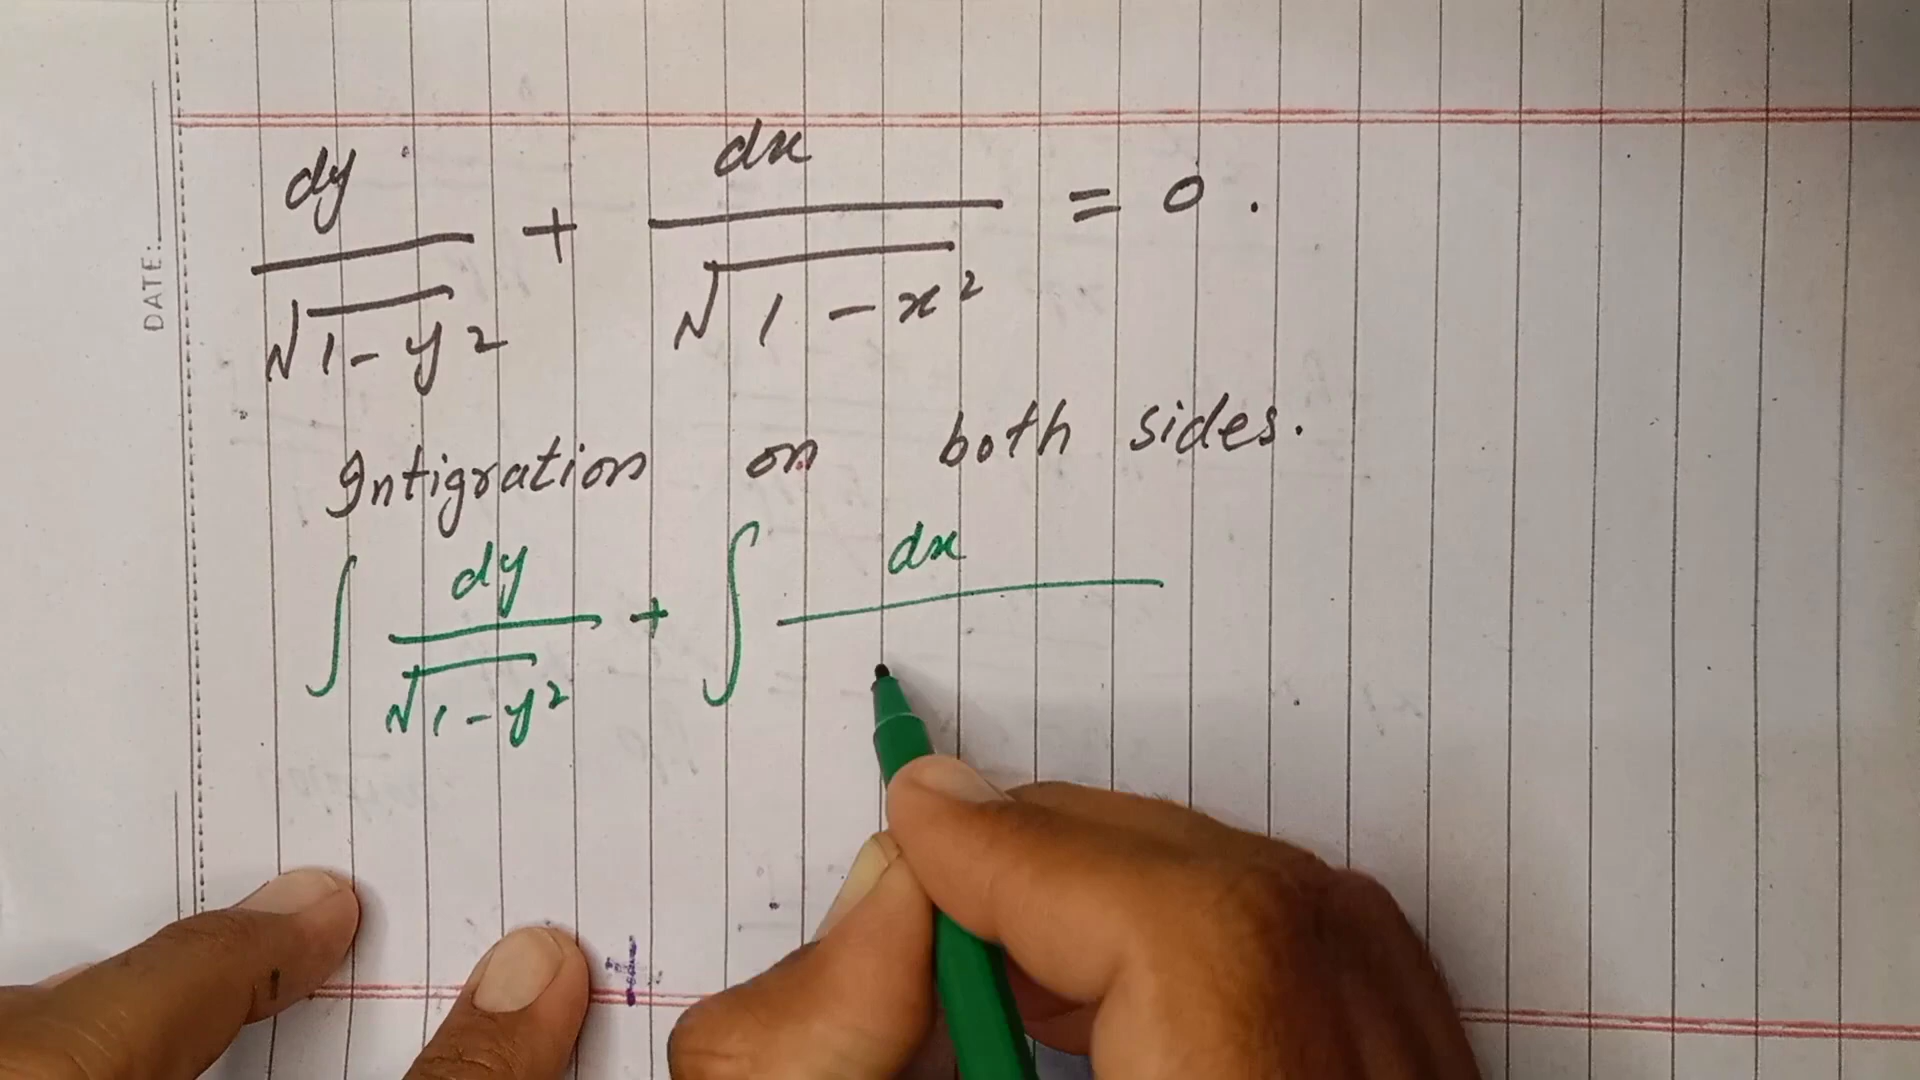 DATE:
dy/√(1-y²) + dx/√(1-x²) = 0.
Intigration on both sides.
∫ dy/√(1-y²) + ∫ dx/